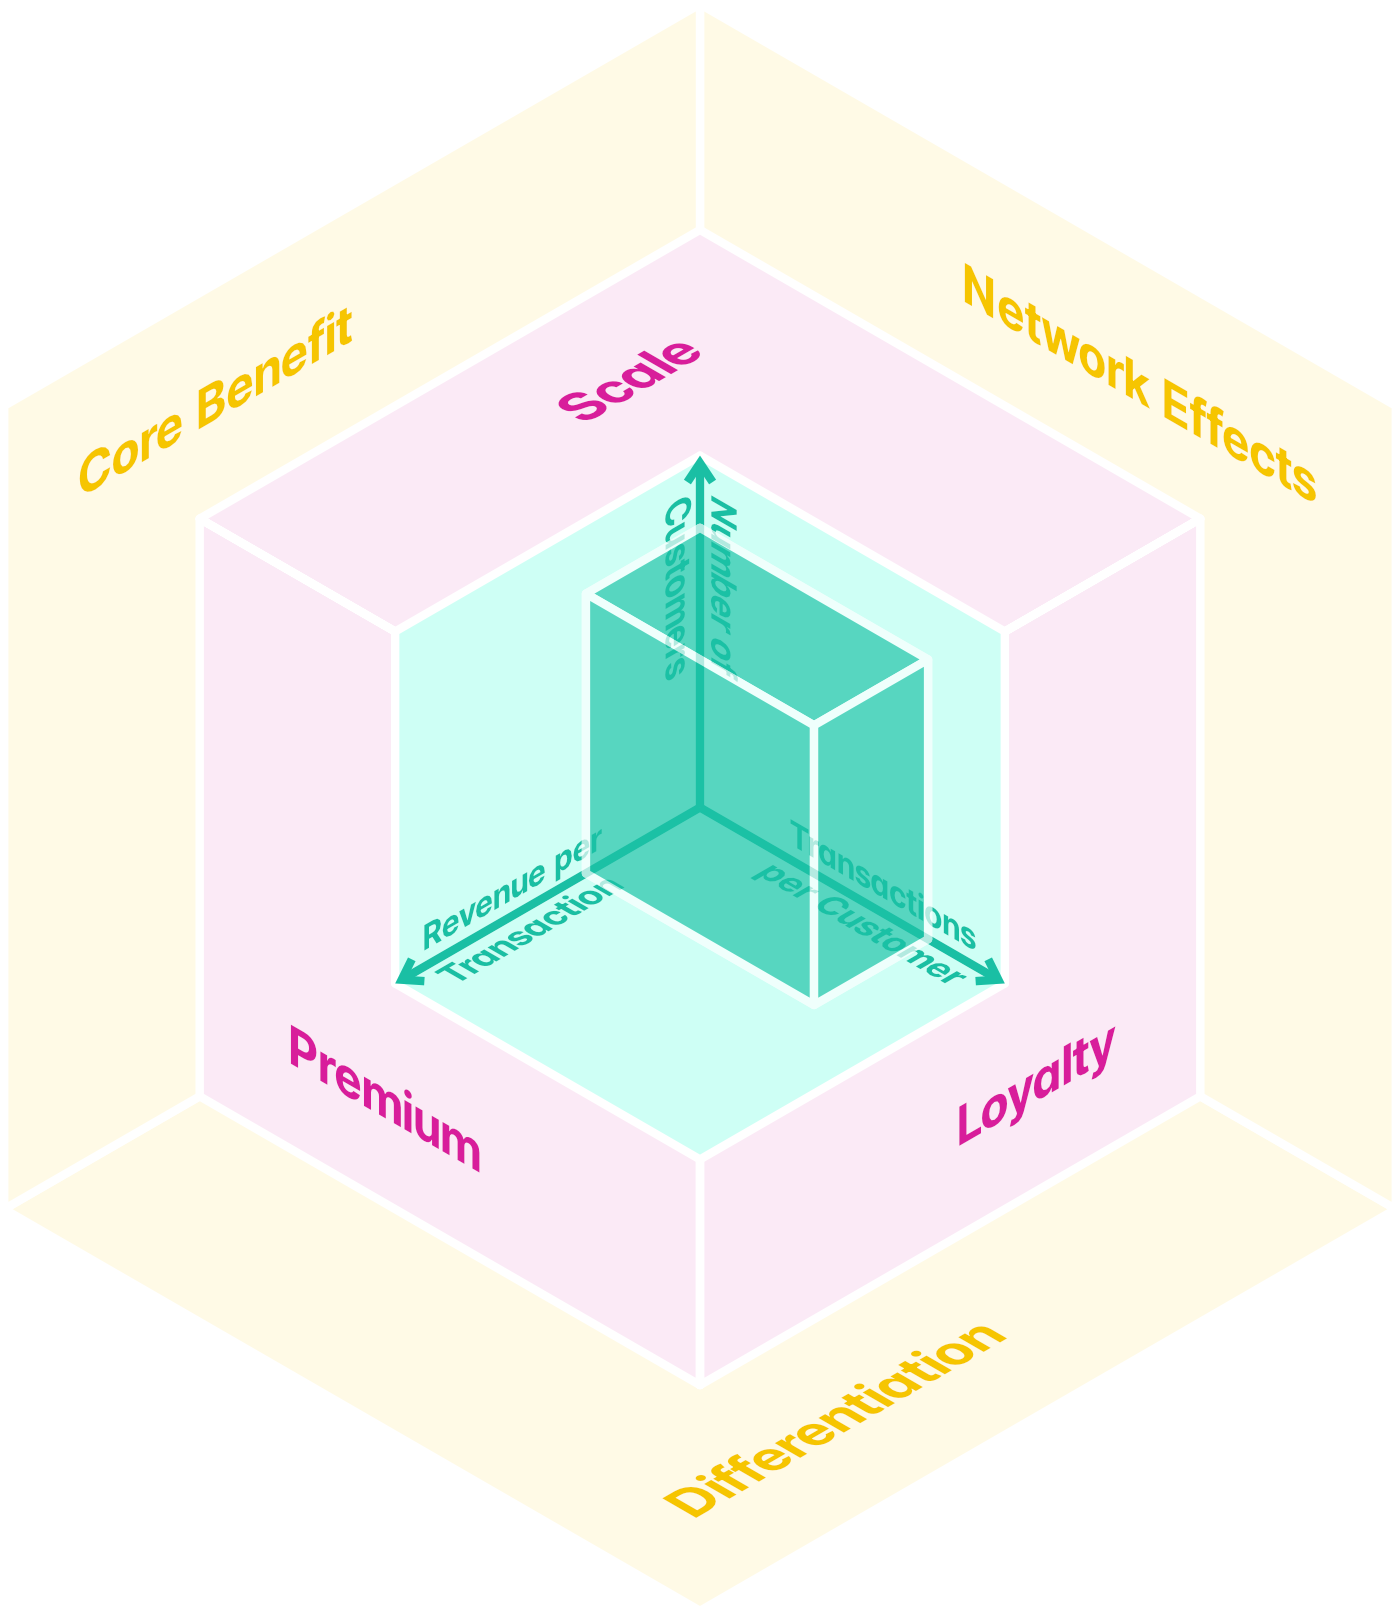 Core Benefit
Network Effects
Scale
Number of
Customers
Revenue per
Transaction
Transactions
per Customer
Premium
Loyalty
Differentiation